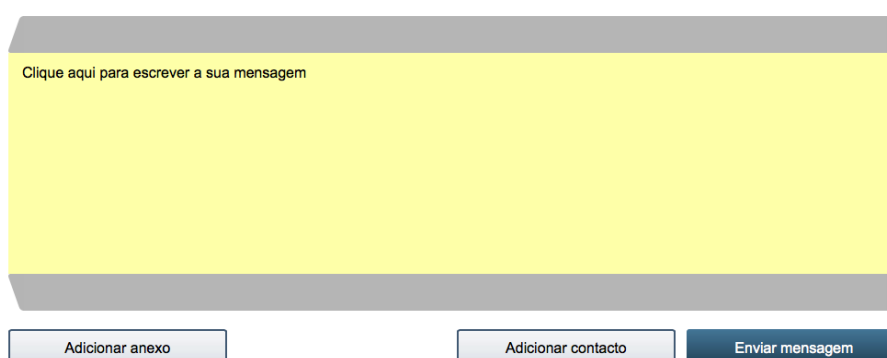 Clique aqui para escrever a sua mensagem
Adicionar anexo
Adicionar contacto
Enviar mensagem